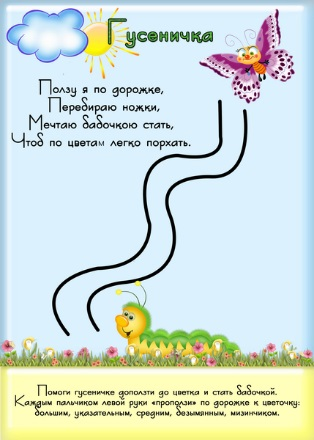 Гусеничка
Ползу я по дорожке,
Перебираю ножки,
Мечтаю бабочкою стать,
Чтоб по цветам легко порхать.
Помоги гусеничке доползти до цветка и стать бабочкой.
Каждым пальчиком левой руки «проползи» по дорожке к цветочку:
большим, указательным, средним, безымянным, мизинчиком.